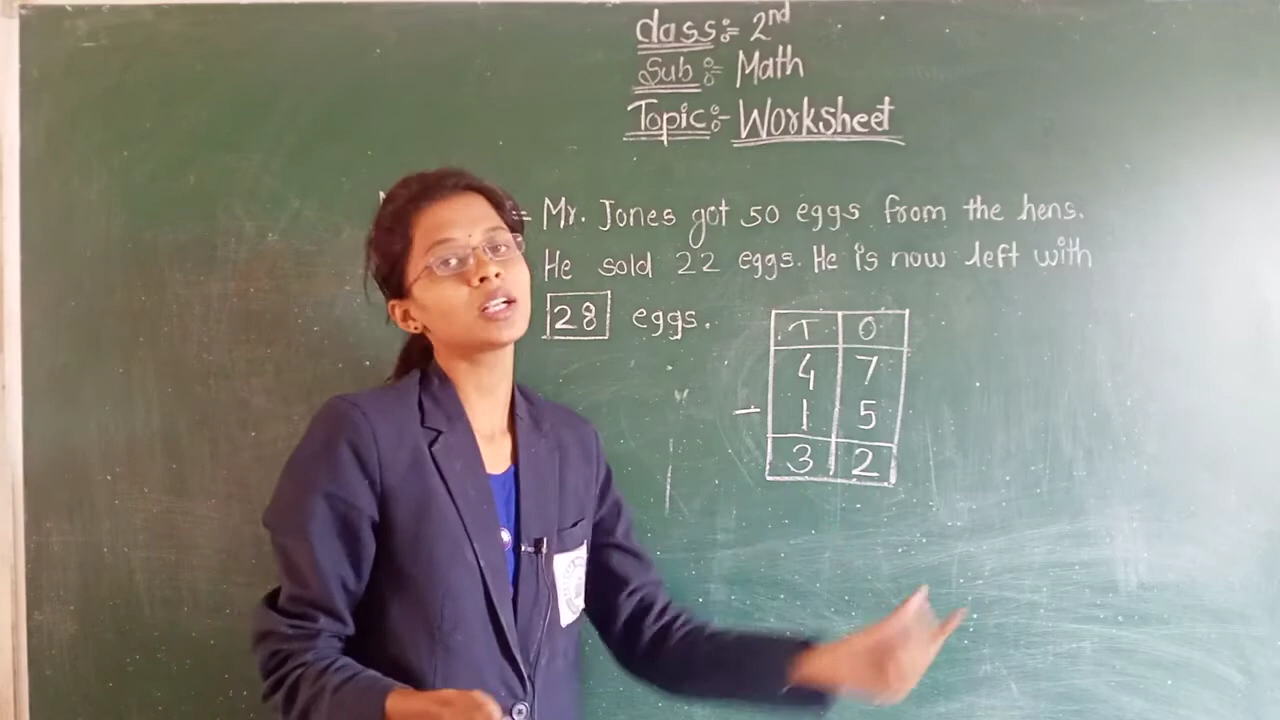 Class:- 2nd
Sub:- Math
Topic:- Worksheet
= Mr. Jones got 50 eggs from the hens.
He sold 22 eggs. He is now left with
28 eggs.
T O
4 7
- 1 5
3 2